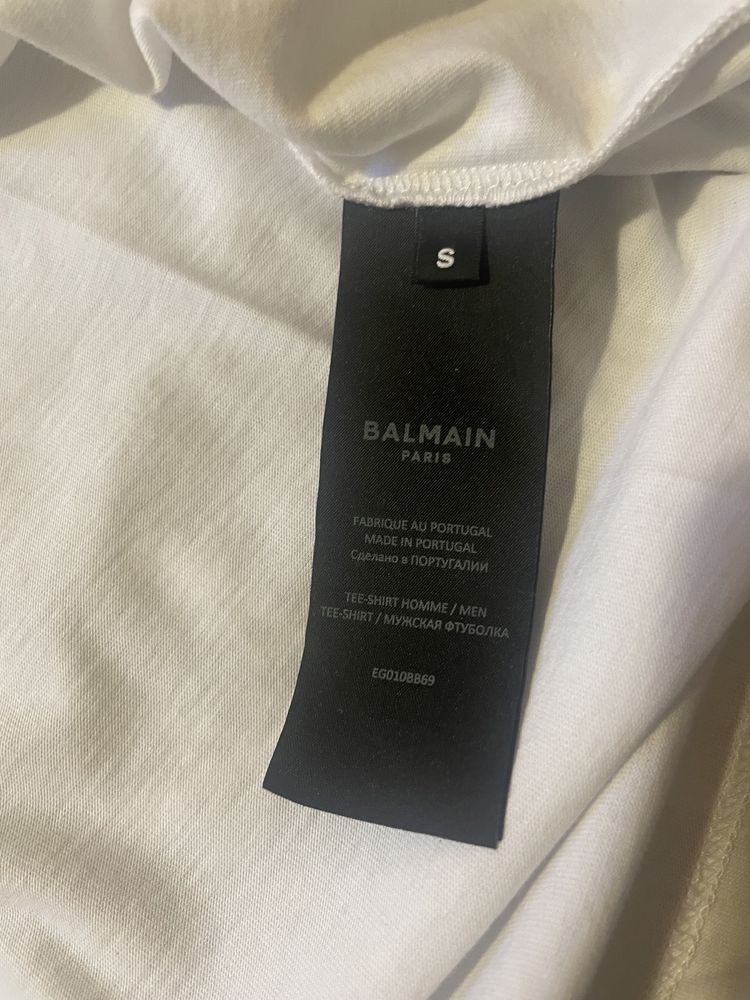 S
BALMAIN
PARIS
FABRIQUE AU PORTUGAL
MADE IN PORTUGAL
Сделано в ПОРТУГАЛИИ
TEE-SHIRT HOMME / MEN
TEE-SHIRT / МУЖСКАЯ ФТУБОЛКА
EG010BB69